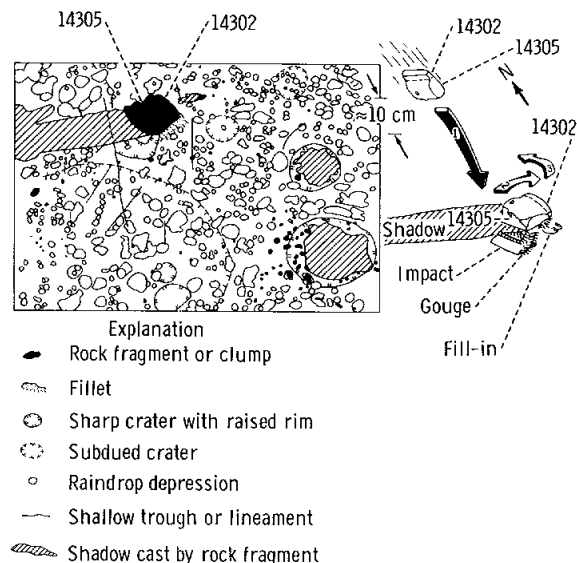 14305
14302
14302
14305
N
≈10 cm
1
14302
14305
Shadow
Impact
Gouge
Fill-in
Explanation
Rock fragment or clump
Fillet
Sharp crater with raised rim
Subdued crater
Raindrop depression
Shallow trough or lineament
Shadow cast by rock fragment